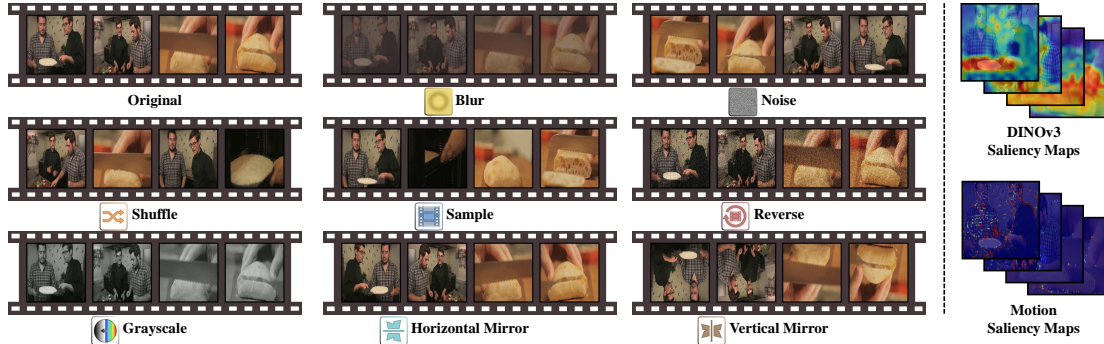 Original
Blur
Noise
DINOv3
Saliency Maps
Shuffle
Sample
Reverse
Grayscale
Horizontal Mirror
Vertical Mirror
Motion
Saliency Maps